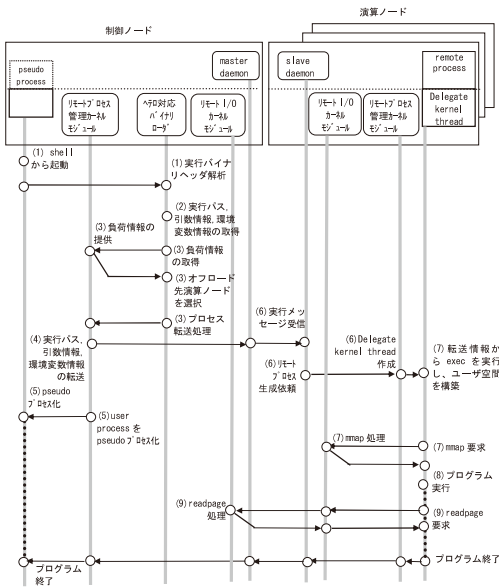 演算ノード
制御ノード
pseudo
process
master
daemon
slave
daemon
remote
process
リモートプロセス
管理カーネル
モジュール
ヘテロ対応
バイナリ
ローダ
リモートI/O
カーネル
モジュール
リモートI/O
カーネル
モジュール
リモートプロセス
管理カーネル
モジュール
Delegate
kernel
thread
(1) shell
から起動
(1)実行バイナ
リヘッダ解析
(2)実行パス,
引数情報,環境
変数情報の取得
(3)負荷情報の
提供
(3)負荷情報
の取得
(3)オフロード
先演算ノード
を選択
(3)プロセス
転送処理
(4)実行パス,
引数情報,
環境変数情報
の転送
(6)実行メッ
セージ受信
(6)リモート
プロセス
生成依頼
(6)Delegate
kernel thread
作成
(7)転送情報か
ら exec を実行
し、ユーザ空間
を構築
(5)pseudo
プロセス化
(5)user
process を
pseudoプロセス化
(7)mmap 処理
(7)mmap 要求
(8)プログラム
実行
(9)readpage
処理
(9)readpage
要求
プログラム終了
プログラム
終了